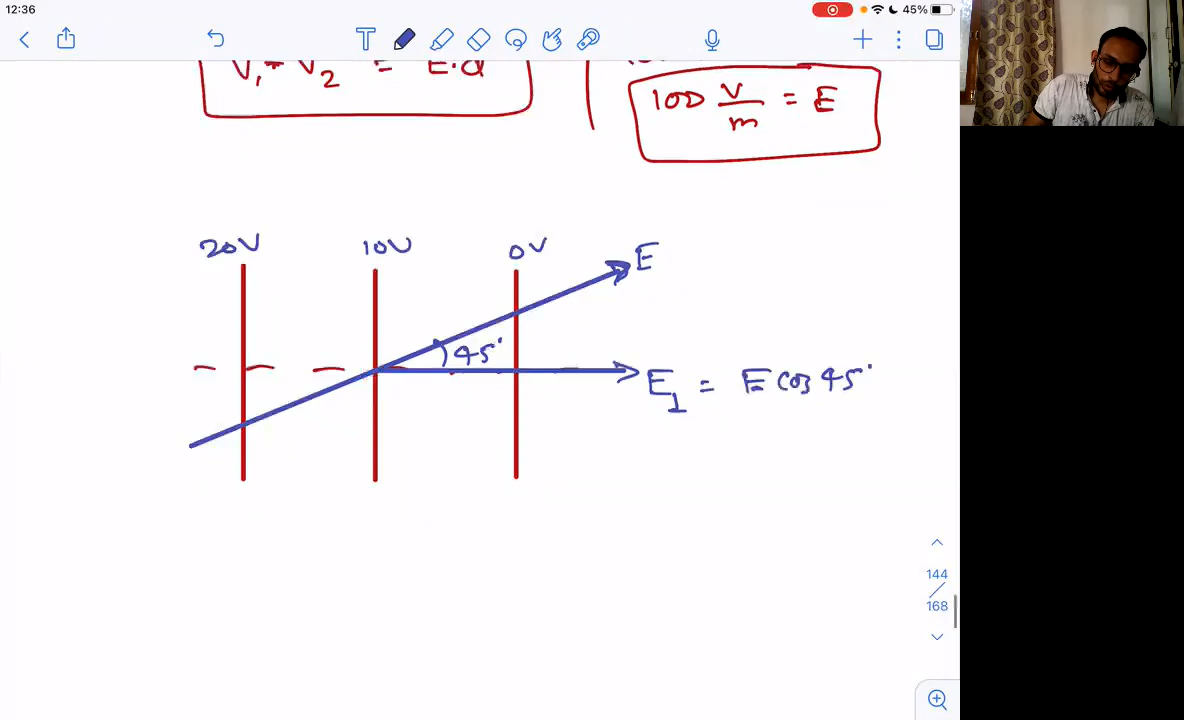 12:36
45%
V₁ - V₂ = E·d
100 V/m = E
20V 10V 0V
E
45°
E₁ = E cos 45°
144
168